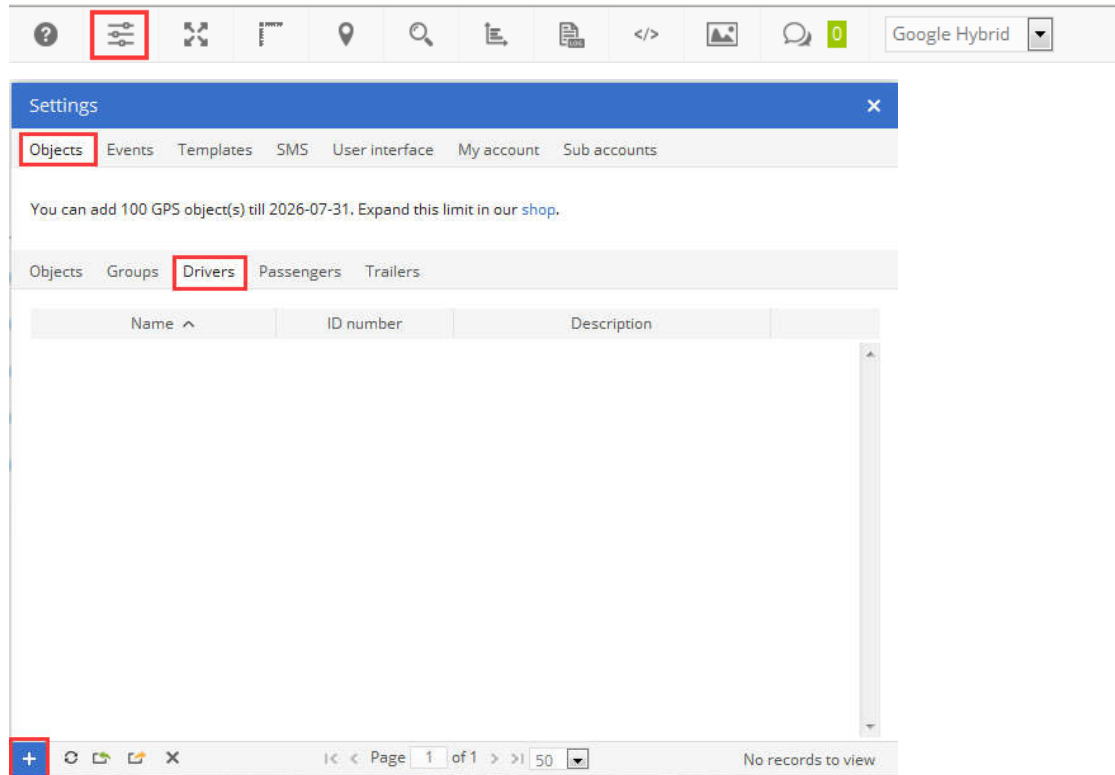 ? LOG </> 0 Google Hybrid
Settings ×
Objects Events Templates SMS User interface My account Sub accounts
You can add 100 GPS object(s) till 2026-07-31. Expand this limit in our shop.
Objects Groups Drivers Passengers Trailers
Name ID number Description
+ Page 1 of 1 50 No records to view